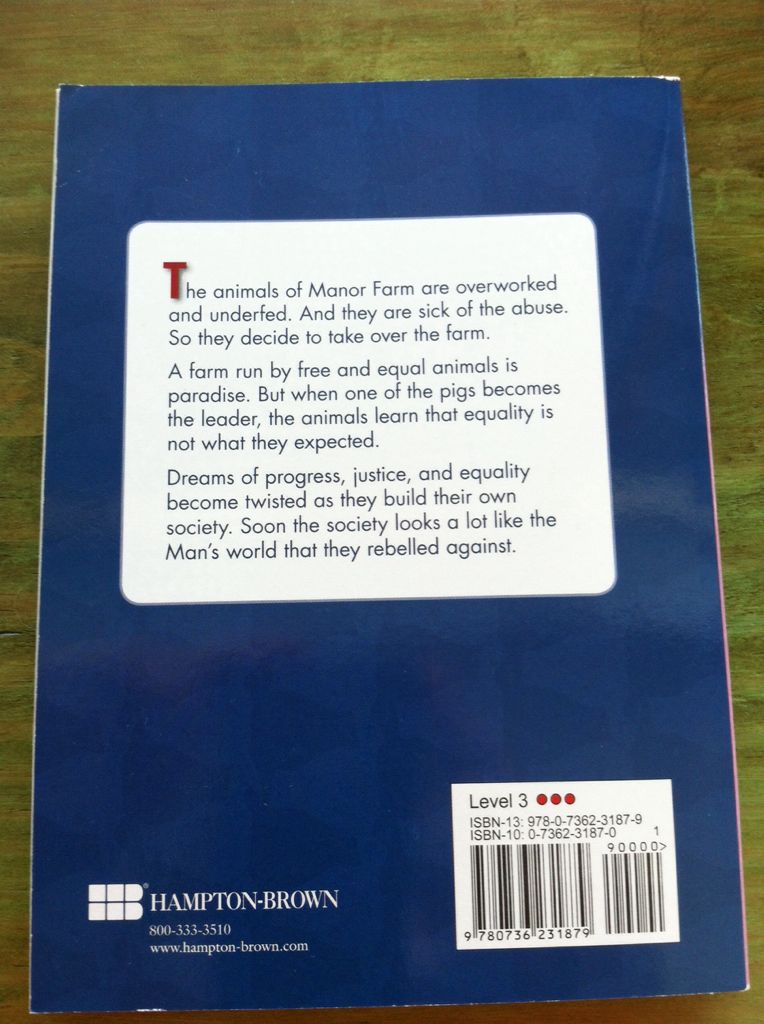 The animals of Manor Farm are overworked
and underfed. And they are sick of the abuse.
So they decide to take over the farm.
A farm run by free and equal animals is
paradise. But when one of the pigs becomes
the leader, the animals learn that equality is
not what they expected.
Dreams of progress, justice, and equality
become twisted as they build their own
society. Soon the society looks a lot like the
Man's world that they rebelled against.
Level 3
ISBN-13: 978-0-7362-3187-9
ISBN-10: 0-7362-3187-0
1
90000>
9 780736 231879
HB® HAMPTON-BROWN
800-333-3510
www.hampton-brown.com